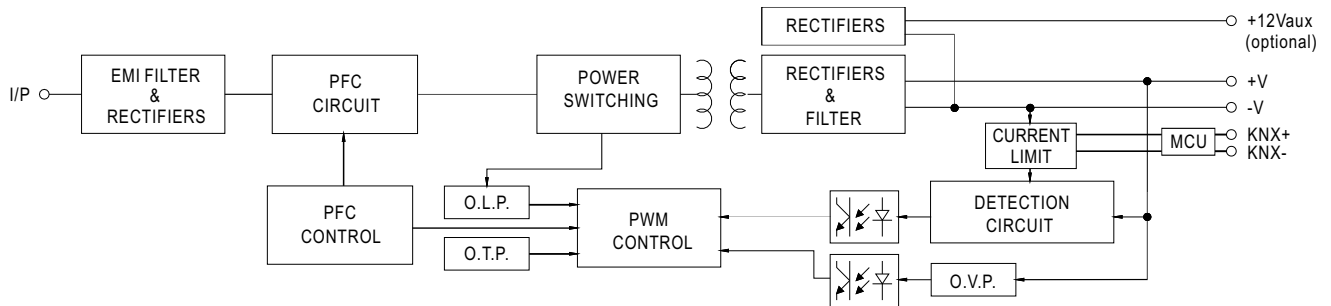 RECTIFIERS
+12Vaux
(optional)
I/P
EMI FILTER
&
RECTIFIERS
PFC
CIRCUIT
POWER
SWITCHING
RECTIFIERS
&
FILTER
+V
-V
CURRENT
LIMIT
MCU
KNX+
KNX-
PFC
CONTROL
O.L.P.
O.T.P.
PWM
CONTROL
DETECTION
CIRCUIT
O.V.P.